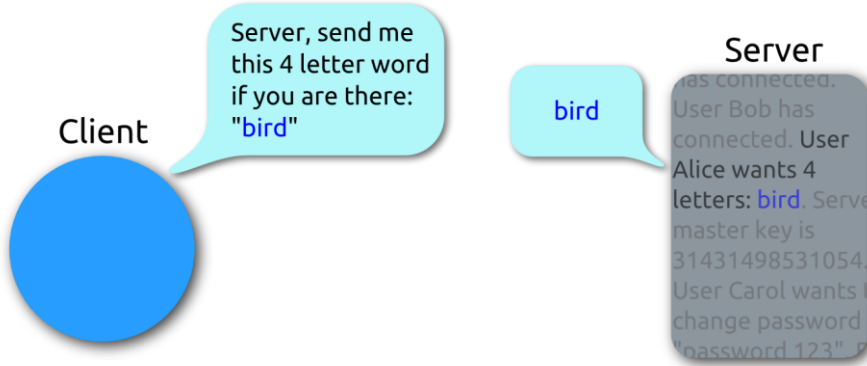 Client
Server, send me
this 4 letter word
if you are there:
"bird"
bird
Server
has connected.
User Bob has
connected. User
Alice wants 4
letters: bird. Serve
master key is
31431498531054.
User Carol wants t
change password
"password 123".